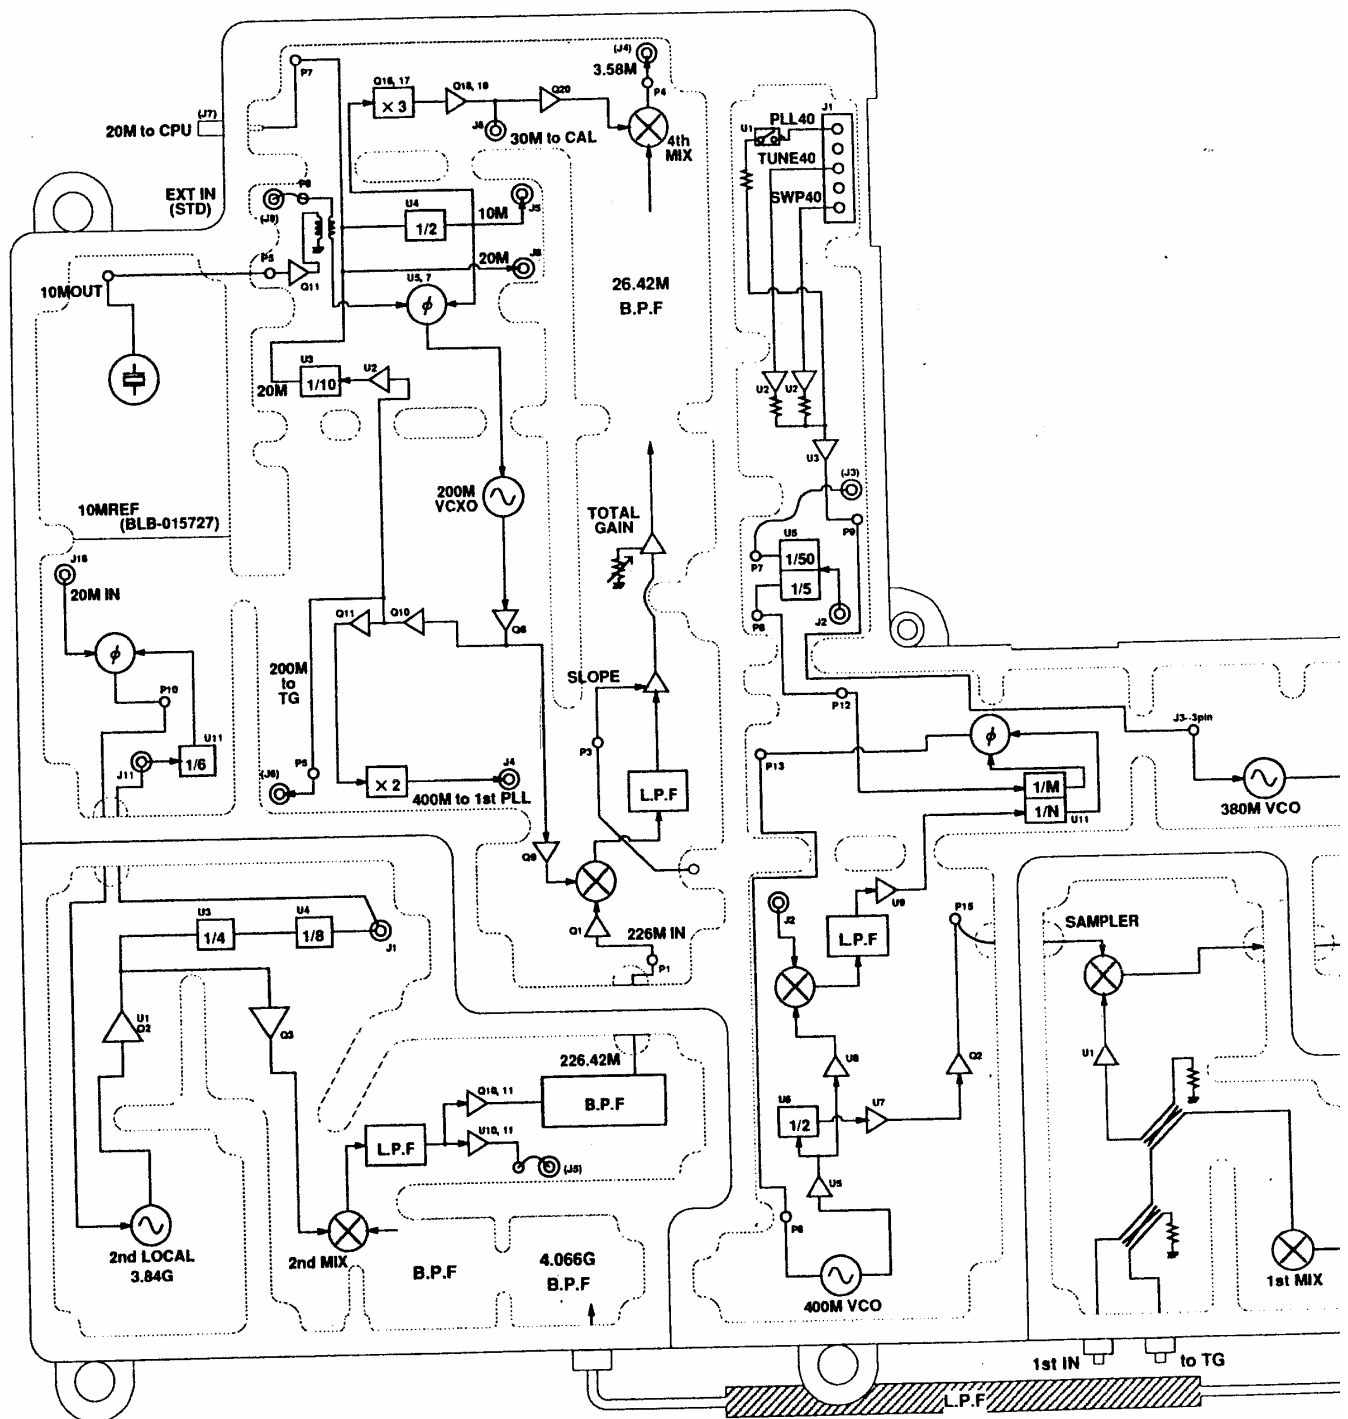 (J4)
3.58M
P4
P7
Q16, 17
× 3
Q18, 19
Q20
J6
30M to CAL
4th
MIX
(J7)
20M to CPU
J1
PLL40
U1
TUNE40
SWP40
EXT IN
(STD)
(J9)
P6
U4
1/2
10M
J5
20M
J8
P5
Q11
U5, 7
ϕ
10MOUT
26.42M
B.P.F
U3
1/10
U2
20M
U2
U2
U3
200M
VCXO
10MREF
(BLB-015727)
TOTAL
GAIN
(J3)
P9
U5
1/50
1/5
P7
P8
J2
J16
20M IN
ϕ
P10
U11
1/6
J11
Q11
Q10
Q8
200M
to
TG
SLOPE
P3
L.P.F
(J6)
P5
× 2
J4
400M to 1st PLL
P12
P13
ϕ
1/M
1/N
U11
J3--3pin
380M VCO
Q9
Q1
226M IN
P1
U3
1/4
U4
1/8
J1
U1
Q2
Q3
J2
L.P.F
U9
P15
SAMPLER
U1
226.42M
B.P.F
Q10, 11
L.P.F
U10, 11
(J5)
U8
U6
1/2
U7
Q2
U5
P6
2nd LOCAL
3.84G
2nd MIX
B.P.F
4.066G
B.P.F
400M VCO
1st MIX
1st IN
to TG
L.P.F